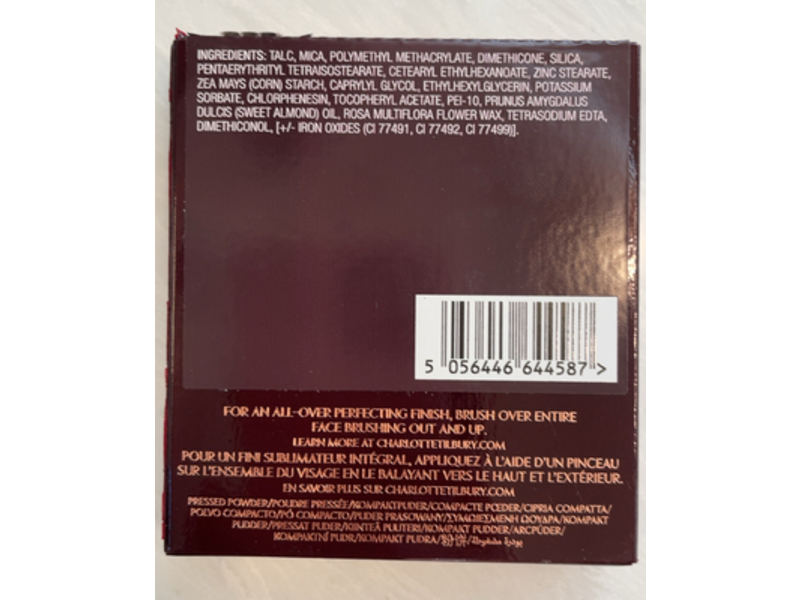 INGREDIENTS: TALC, MICA, POLYMETHYL METHACRYLATE, DIMETHICONE, SILICA,
PENTAERYTHRITYL TETRAISOSTEARATE, CETEARYL ETHYLHEXANOATE, ZINC STEARATE,
ZEA MAYS (CORN) STARCH, CAPRYLYL GLYCOL, ETHYLHEXYLGLYCERIN, POTASSIUM
SORBATE, CHLORPHENESIN, TOCOPHERYL ACETATE, PEI-10, PRUNUS AMYGDALUS
DULCIS (SWEET ALMOND) OIL, ROSA MULTIFLORA FLOWER WAX, TETRASODIUM EDTA,
DIMETHICONOL, [+/- IRON OXIDES (CI 77491, CI 77492, CI 77499)].
5 056446 644587 >
FOR AN ALL-OVER PERFECTING FINISH, BRUSH OVER ENTIRE
FACE BRUSHING OUT AND UP.
LEARN MORE AT CHARLOTTETILBURY.COM
POUR UN FINI SUBLIMATEUR INTÉGRAL, APPLIQUEZ À L'AIDE D'UN PINCEAU
SUR L'ENSEMBLE DU VISAGE EN LE BALAYANT VERS LE HAUT ET L'EXTÉRIEUR.
EN SAVOIR PLUS SUR CHARLOTTETILBURY.COM
PRESSED POWDER/POUDRE PRESSÉE/KOMPAKTPUDER/COMPACTE POEDER/CIPRIA COMPATTA/
POLVO COMPACTO/PÓ COMPACTO/PUDER PRASOWANY/ΣΥΜΠΙΕΣΜΕΝΗ ΠΟΥΔΡΑ/KOMPAKT
PUDDER/PRESSAT PUDER/KIINTEÄ PUUTERI/KOMPAKT PUDDER/ARCPÚDER/
KOMPAKTNÍ PUDR/KOMPAKT PUDRA/